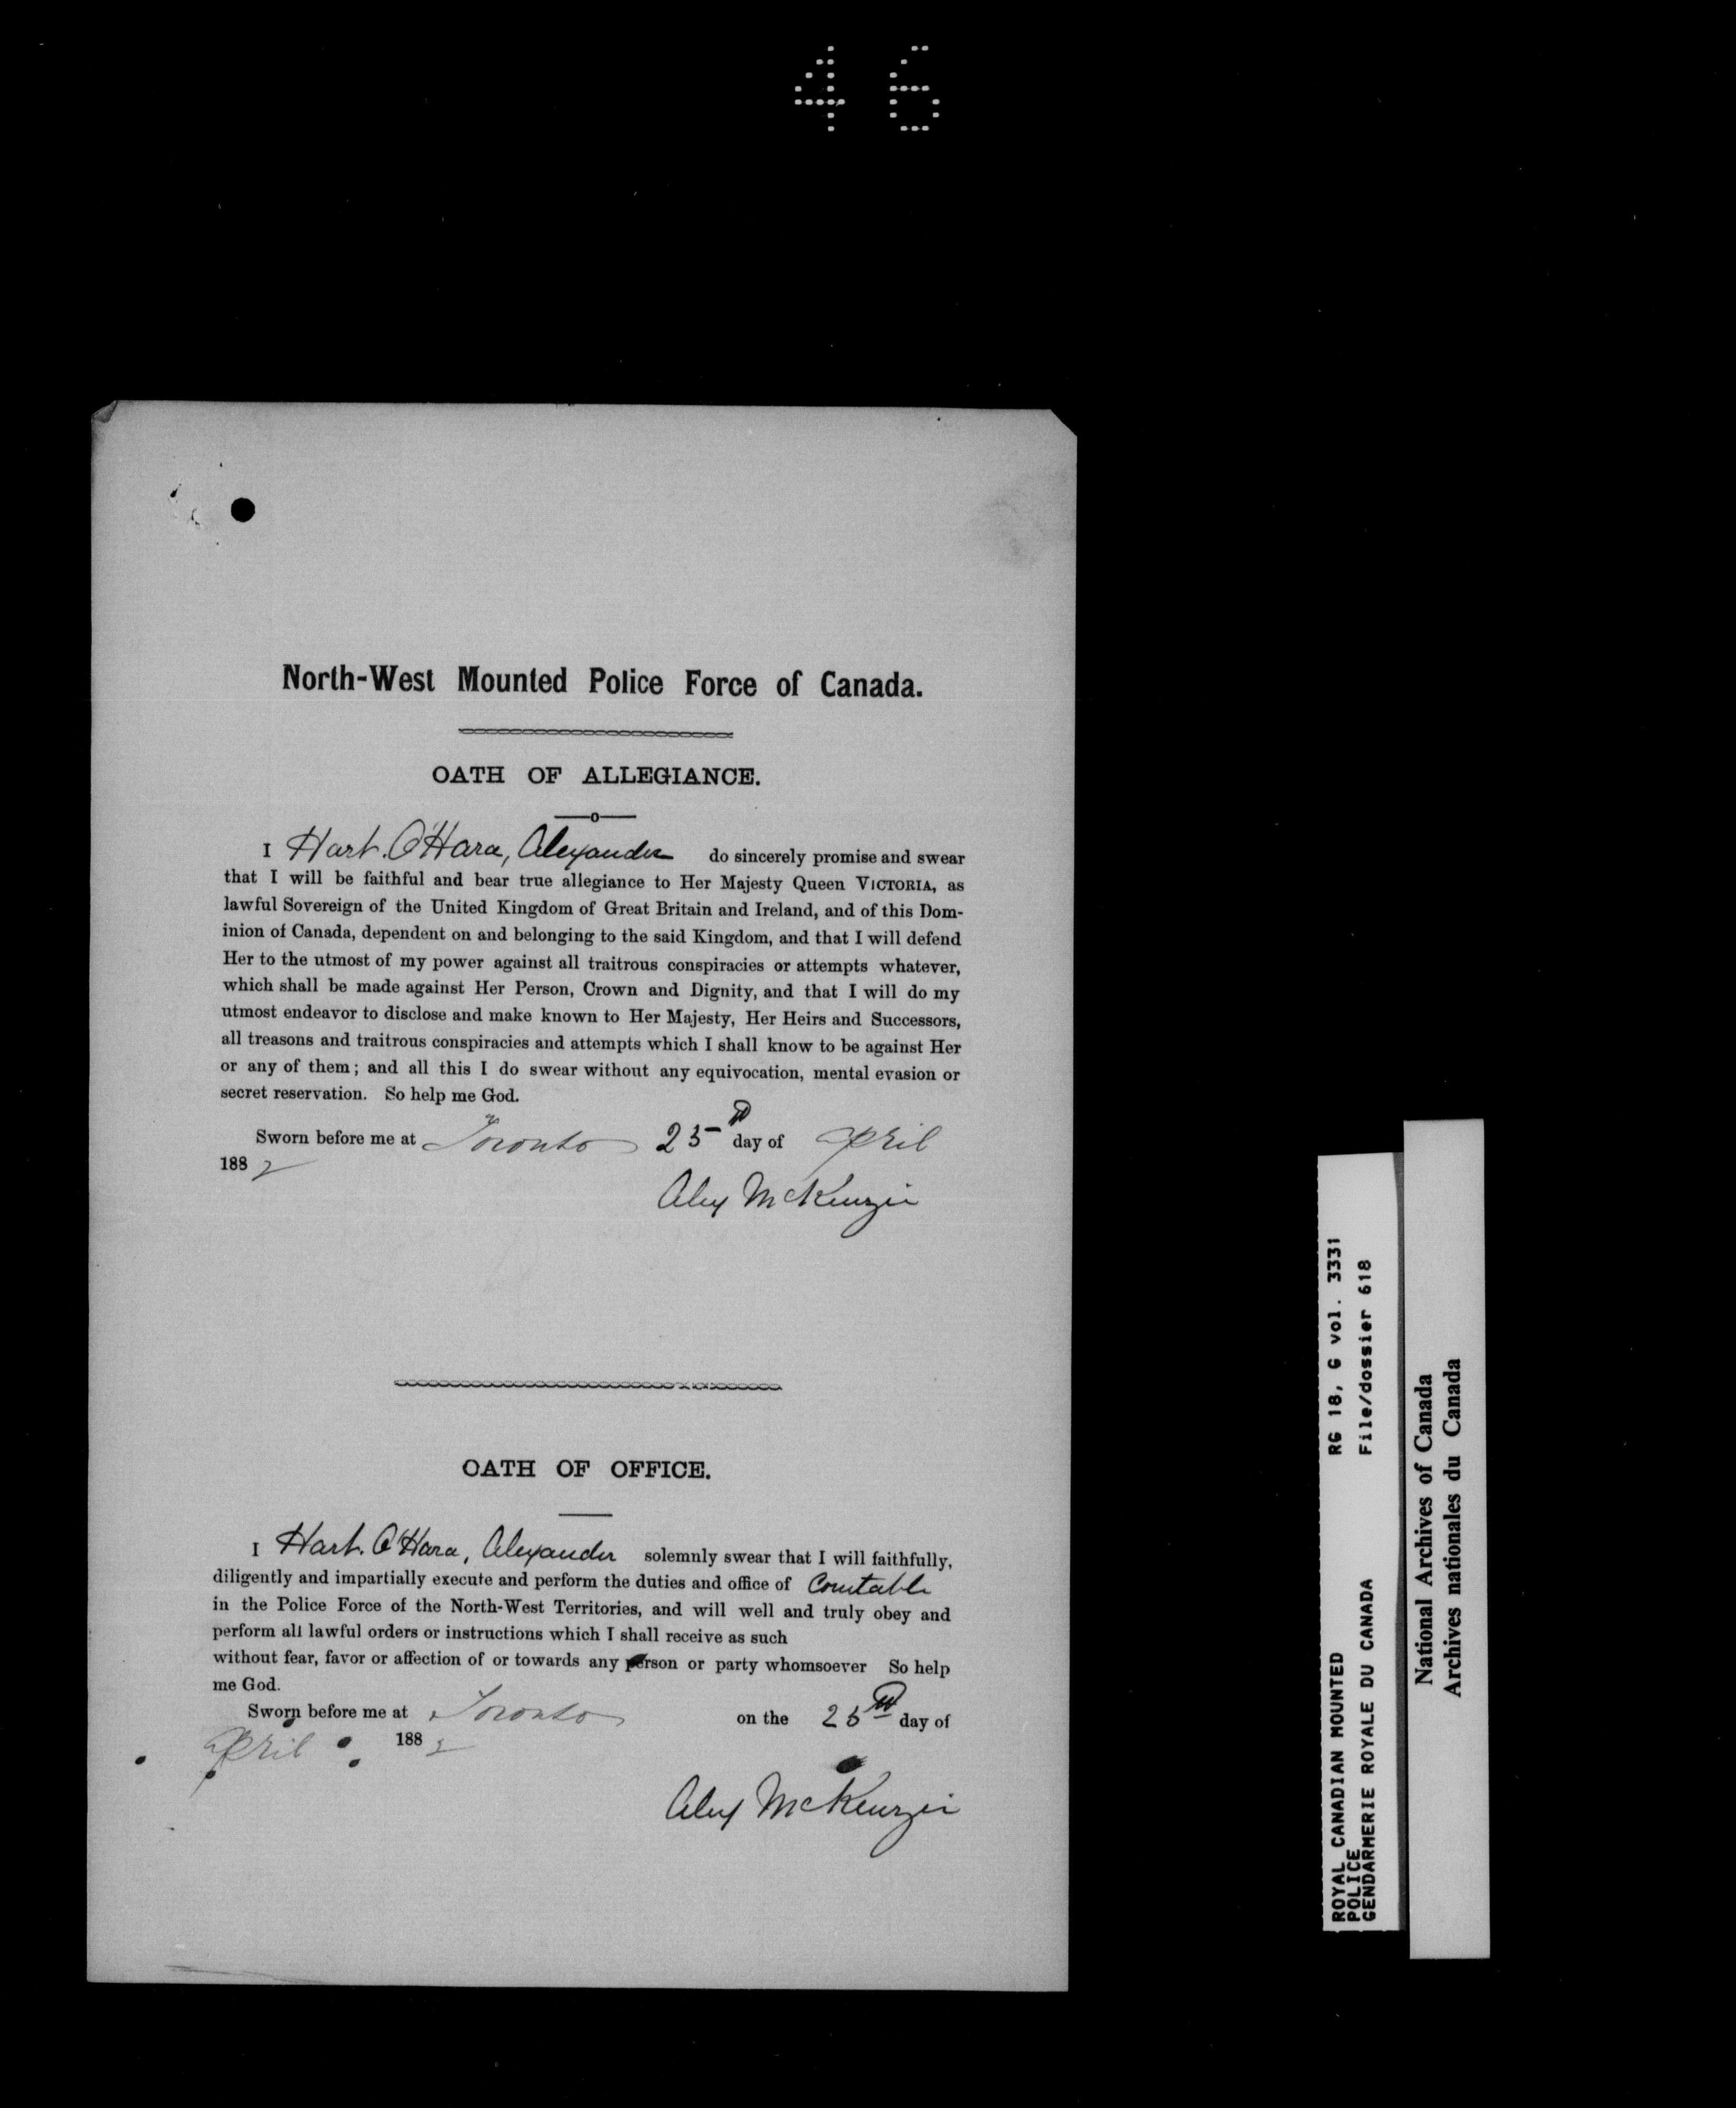 46
North-West Mounted Police Force of Canada.
OATH OF ALLEGIANCE.
I Hart. O'Hara, Alexander do sincerely promise and swear
that I will be faithful and bear true allegiance to Her Majesty Queen VICTORIA, as
lawful Sovereign of the United Kingdom of Great Britain and Ireland, and of this Dom-
inion of Canada, dependent on and belonging to the said Kingdom, and that I will defend
Her to the utmost of my power against all traitrous conspiracies or attempts whatever,
which shall be made against Her Person, Crown and Dignity, and that I will do my
utmost endeavor to disclose and make known to Her Majesty, Her Heirs and Successors,
all treasons and traitrous conspiracies and attempts which I shall know to be against Her
or any of them; and all this I do swear without any equivocation, mental evasion or
secret reservation. So help me God.
Sworn before me at Toronto 25th day of April
1882
Alex McKenzie
OATH OF OFFICE.
I Hart. O'Hara, Alexander solemnly swear that I will faithfully,
diligently and impartially execute and perform the duties and office of Constable
in the Police Force of the North-West Territories, and will well and truly obey and
perform all lawful orders or instructions which I shall receive as such
without fear, favor or affection of or towards any person or party whomsoever So help
me God.
Sworn before me at Toronto on the 25th day of
April 1882
Alex McKenzie
ROYAL CANADIAN MOUNTED RG 18, G vol. 3331
POLICE
GENDARMERIE ROYALE DU CANADA File/dossier 618
National Archives of Canada
Archives nationales du Canada